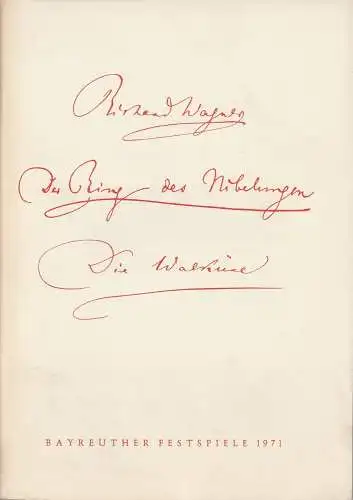 Richard Wagner
Der Ring des Nibelungen
Die Walküre
BAYREUTHER FESTSPIELE 1971